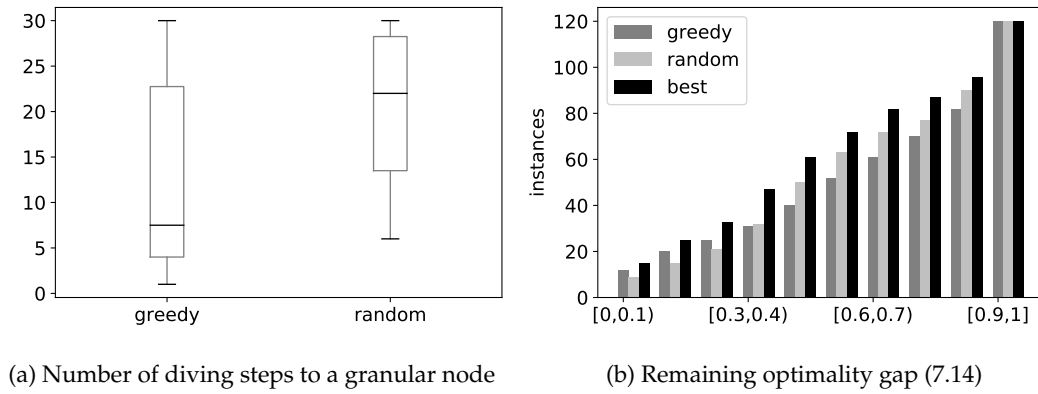 30
25
20
15
10
5
0
greedy
random
(a) Number of diving steps to a granular node
120
100
80
60
40
20
0
instances
greedy
random
best
[0,0.1)
[0.3,0.4)
[0.6,0.7)
[0.9,1]
(b) Remaining optimality gap (7.14)